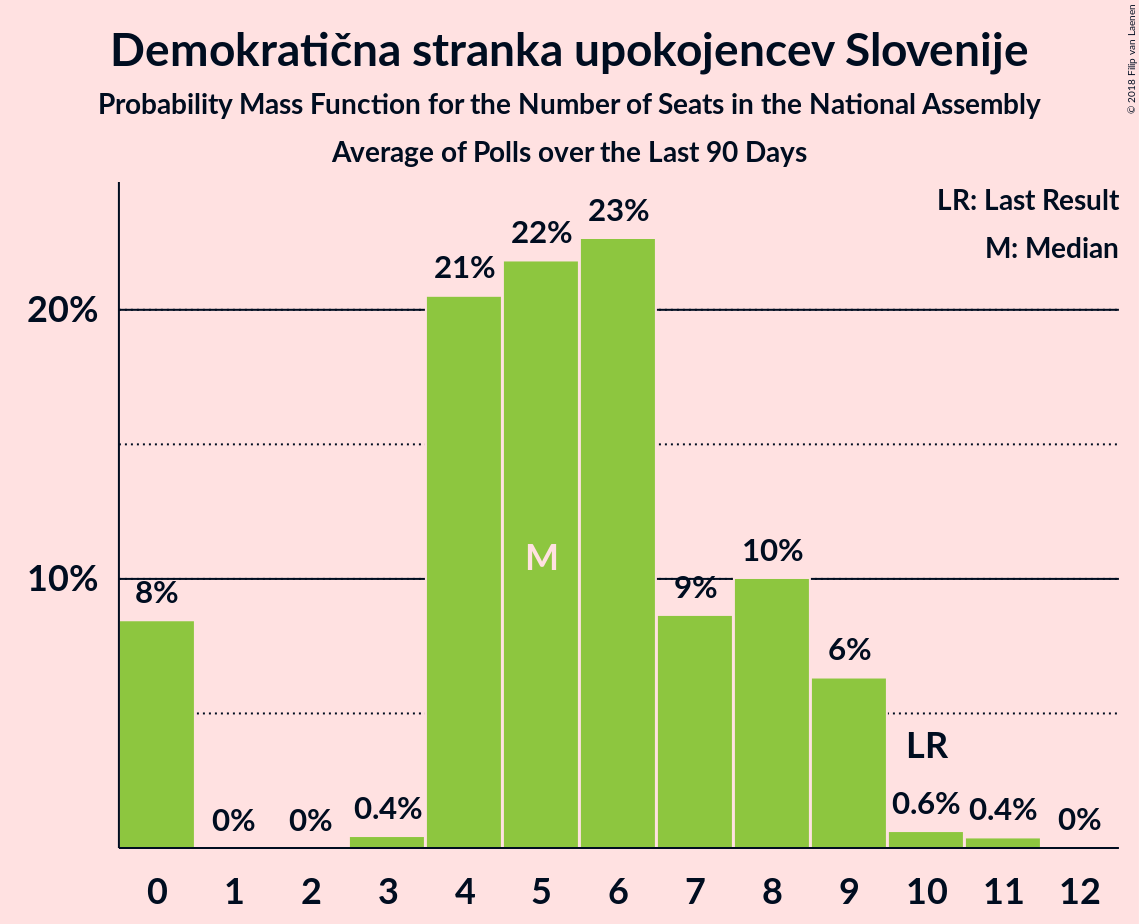 Demokratična stranka upokojencev Slovenije
Probability Mass Function for the Number of Seats in the National Assembly
Average of Polls over the Last 90 Days
© 2018 Filip van Laenen
LR: Last Result
M: Median
20%
10%
8%
0%
0%
0.4%
21%
22%
23%
9%
10%
6%
0.6%
0.4%
0%
M
LR
0 1 2 3 4 5 6 7 8 9 10 11 12